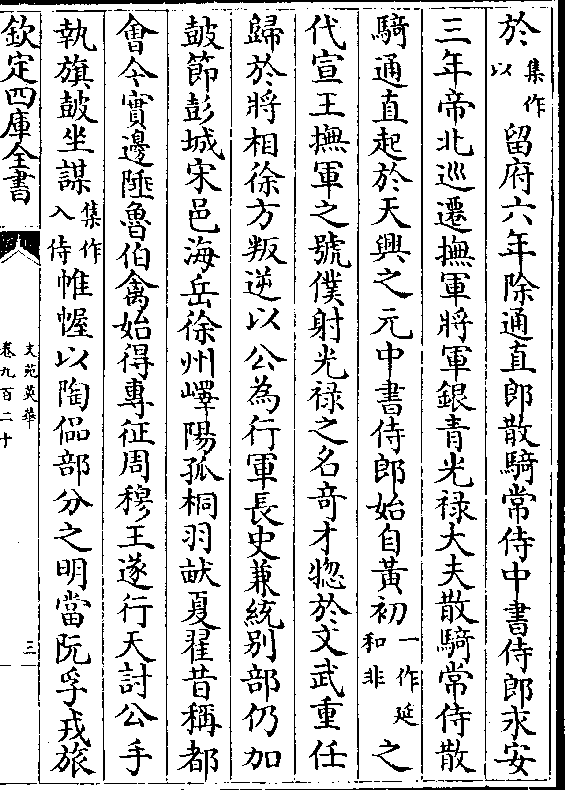 於集作以留府六年除通直郎散騎常侍中書侍郎永安
三年帝北巡遷撫軍將軍銀青光禄大夫散騎常侍散
騎通直起於天興之元中書侍郎始自黃初一作延和非之
代宣王撫軍之號僕射光禄之名竒才惣於文武重任
歸於將相徐方叛逆以公為行軍長史兼統别部仍加
皷節彭城宋邑海岳徐州嶧陽孤桐羽畎夏翟昔稱都
㑹今實邊陲魯伯禽始得專征周穆王遂行天討公手
執旗鼓坐謀集作入侍帷幄以陶侃部分之明當阮孚戎旅
欽定四庫全書
文苑英華
卷九百二十
三